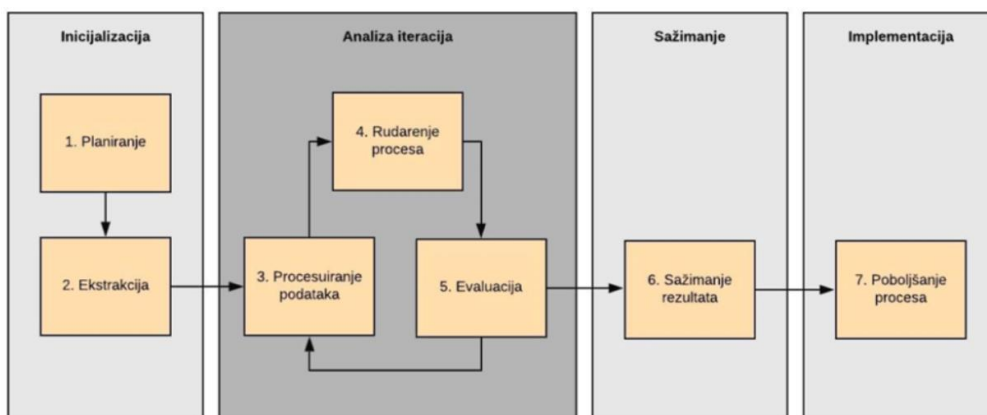 Inicijalizacija
Analiza iteracija
Sažimanje
Implementacija
1. Planiranje
2. Ekstrakcija
3. Procesuiranje
podataka
4. Rudarenje
procesa
5. Evaluacija
6. Sažimanje
rezultata
7. Poboljšanje
procesa